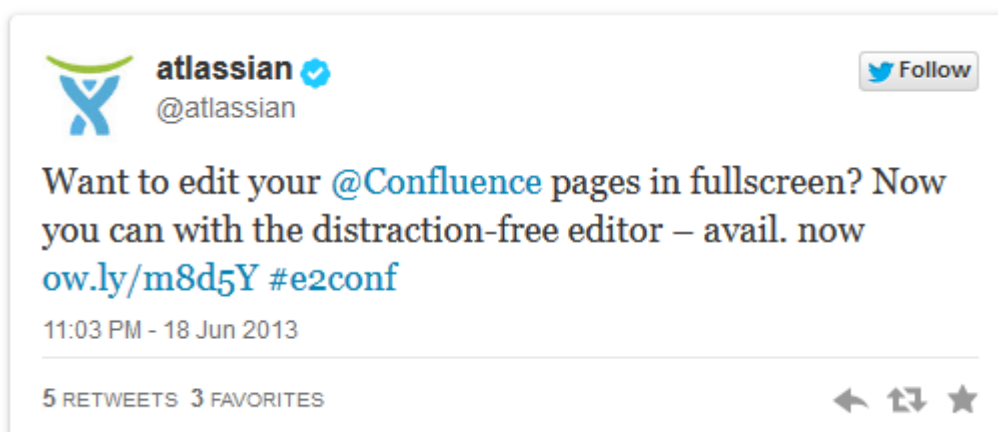 atlassian
@atlassian
Follow
Want to edit your @Confluence pages in fullscreen? Now
you can with the distraction-free editor – avail. now
ow.ly/m8d5Y #e2conf
11:03 PM - 18 Jun 2013
5 RETWEETS 3 FAVORITES